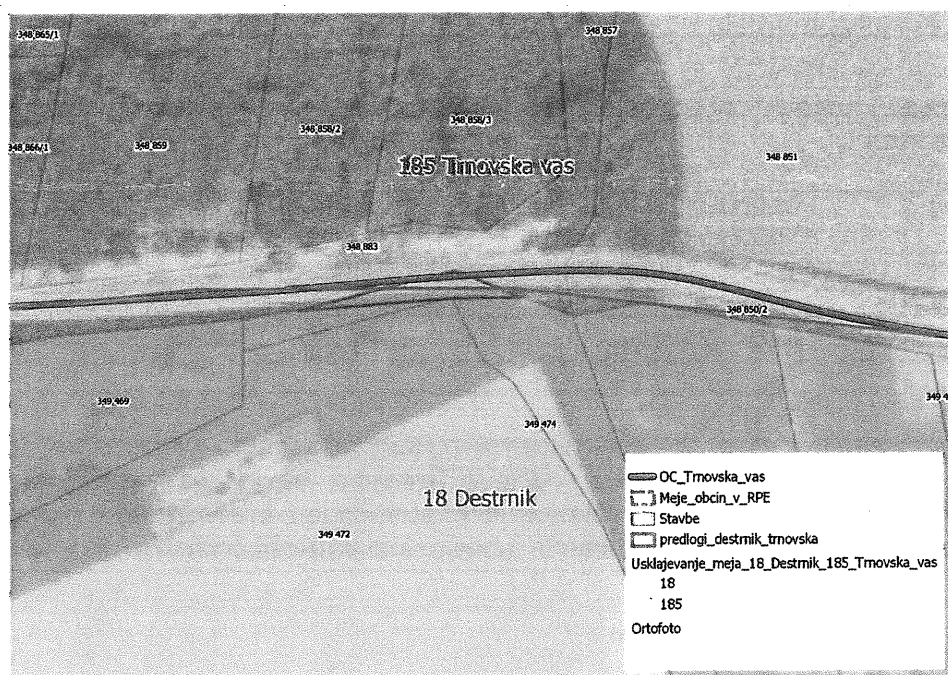 348 865/1
348 857
348 858/3
348 858/2
348 866/1
348 859
348 851
185 Trnovska vas
348 883
348 850/2
349 469
349 4
349 474
18 Destrnik
349 472
OC_Trnovska_vas
Meje_obcin_v_RPE
Stavbe
predlogi_destrnik_trnovska
Usklajevanje_meja_18_Destrnik_185_Trnovska_vas
18
185
Ortofoto